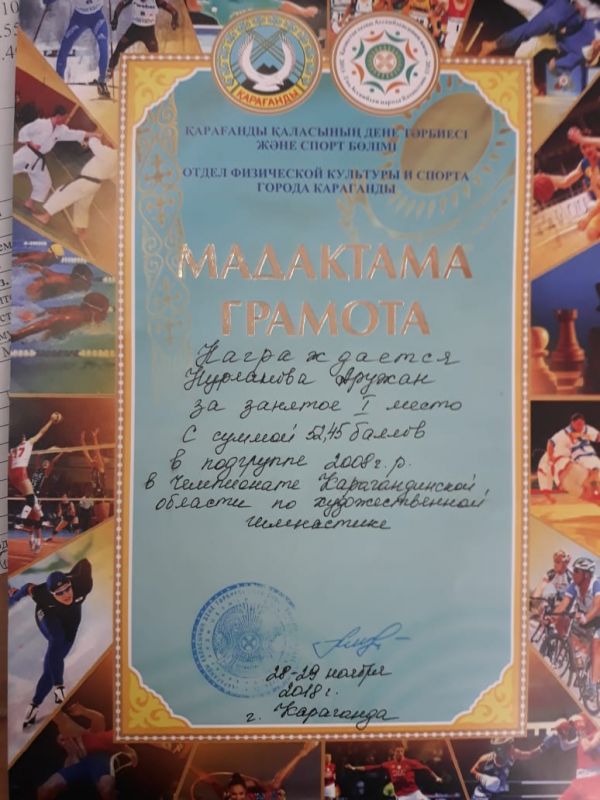 ҚАРАҒАНДЫ
ҚАРАҒАНДЫ ҚАЛАСЫНЫҢ ДЕНЕ ТӘРБИЕСІ
ЖӘНЕ СПОРТ БӨЛІМІ
ОТДЕЛ ФИЗИЧЕСКОЙ КУЛЬТУРЫ И СПОРТА
ГОРОДА КАРАГАНДЫ
МАДАҚТАМА
ГРАМОТА
Награждается
Нурланова Аружан
за занятое I место
с суммой 52,45 баллов
в подгруппе 2008 г.р.
в Чемпионате Карагандинской
области по художественной
гимнастике
28-29 ноября
2018 г.
г. Караганда